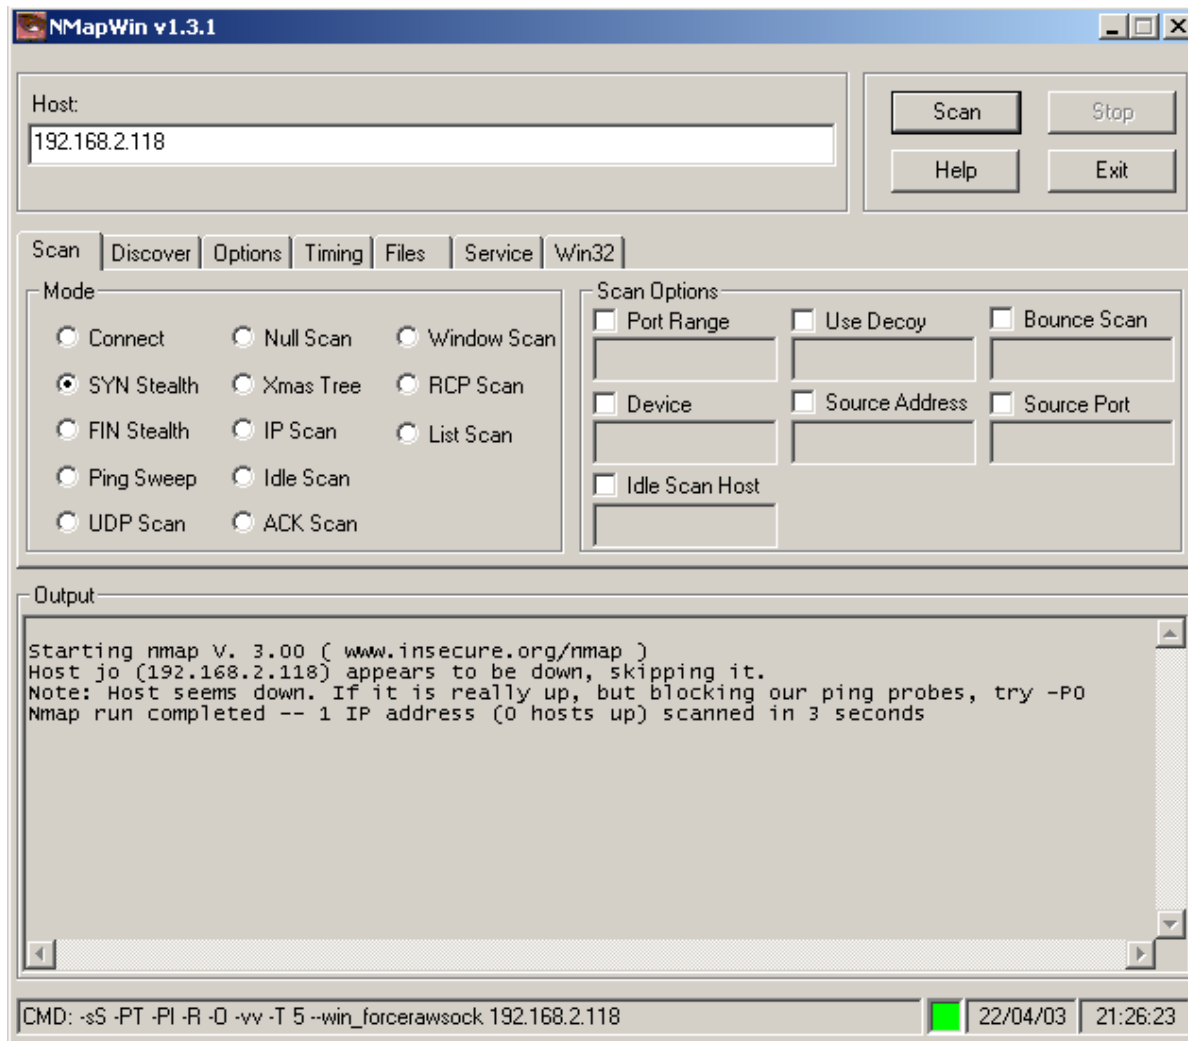 NMapWin v1.3.1
Host:
192.168.2.118
Scan
Stop
Help
Exit
Scan
Discover
Options
Timing
Files
Service
Win32
Mode
Connect
Null Scan
Window Scan
SYN Stealth
Xmas Tree
RCP Scan
FIN Stealth
IP Scan
List Scan
Ping Sweep
Idle Scan
UDP Scan
ACK Scan
Scan Options
Port Range
Use Decoy
Bounce Scan
Device
Source Address
Source Port
Idle Scan Host
Output
Starting nmap V. 3.00 ( www.insecure.org/nmap )
Host jo (192.168.2.118) appears to be down, skipping it.
Note: Host seems down. If it is really up, but blocking our ping probes, try -P0
Nmap run completed -- 1 IP address (0 hosts up) scanned in 3 seconds
CMD: -sS -PT -PI -R -O -vv -T 5 --win_forcerawsock 192.168.2.118
22/04/03
21:26:23